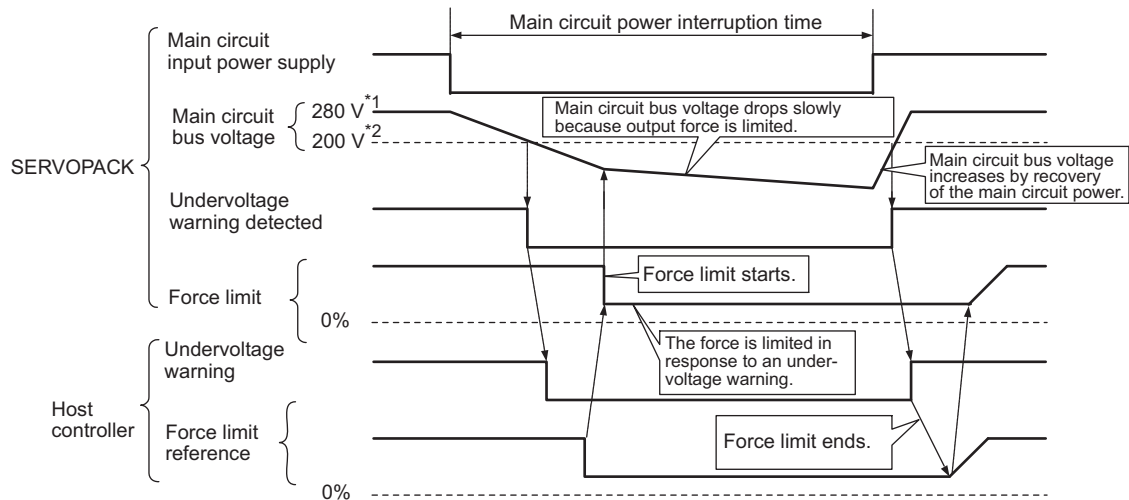 Main circuit power interruption time
SERVOPACK
Main circuit
input power supply
Main circuit
bus voltage
280 V*1
200 V*2
Main circuit bus voltage drops slowly
because output force is limited.
Main circuit bus voltage
increases by recovery
of the main circuit power.
Undervoltage
warning detected
Force limit starts.
Force limit
0%
The force is limited in
response to an under-
voltage warning.
Host
controller
Undervoltage
warning
Force limit ends.
Force limit
reference
0%